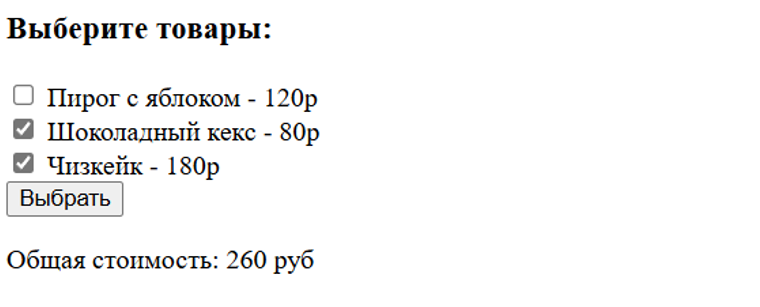 Выберите товары:
Пирог с яблоком - 120р
Шоколадный кекс - 80р
Чизкейк - 180р
Выбрать
Общая стоимость: 260 руб